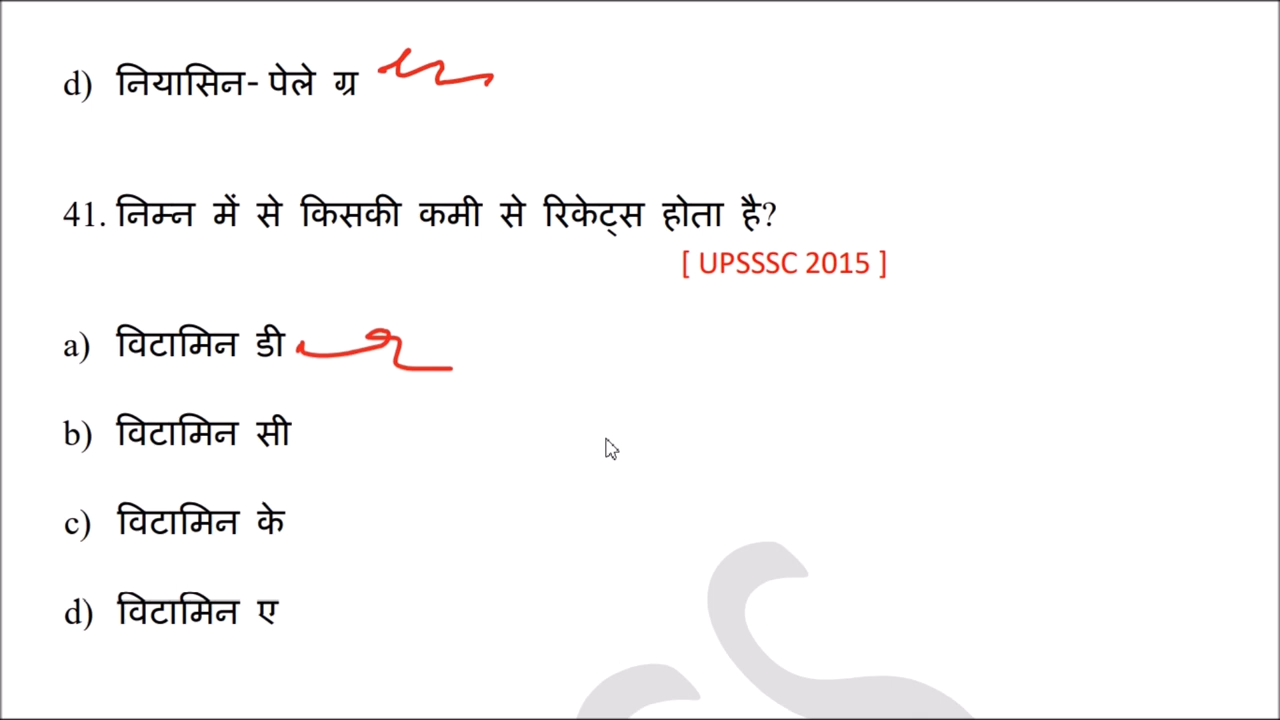 d) नियासिन- पेले ग्र
41. निम्न में से किसकी कमी से रिकेट्स होता है?
[ UPSSSC 2015 ]
a) विटामिन डी
b) विटामिन सी
c) विटामिन के
d) विटामिन ए